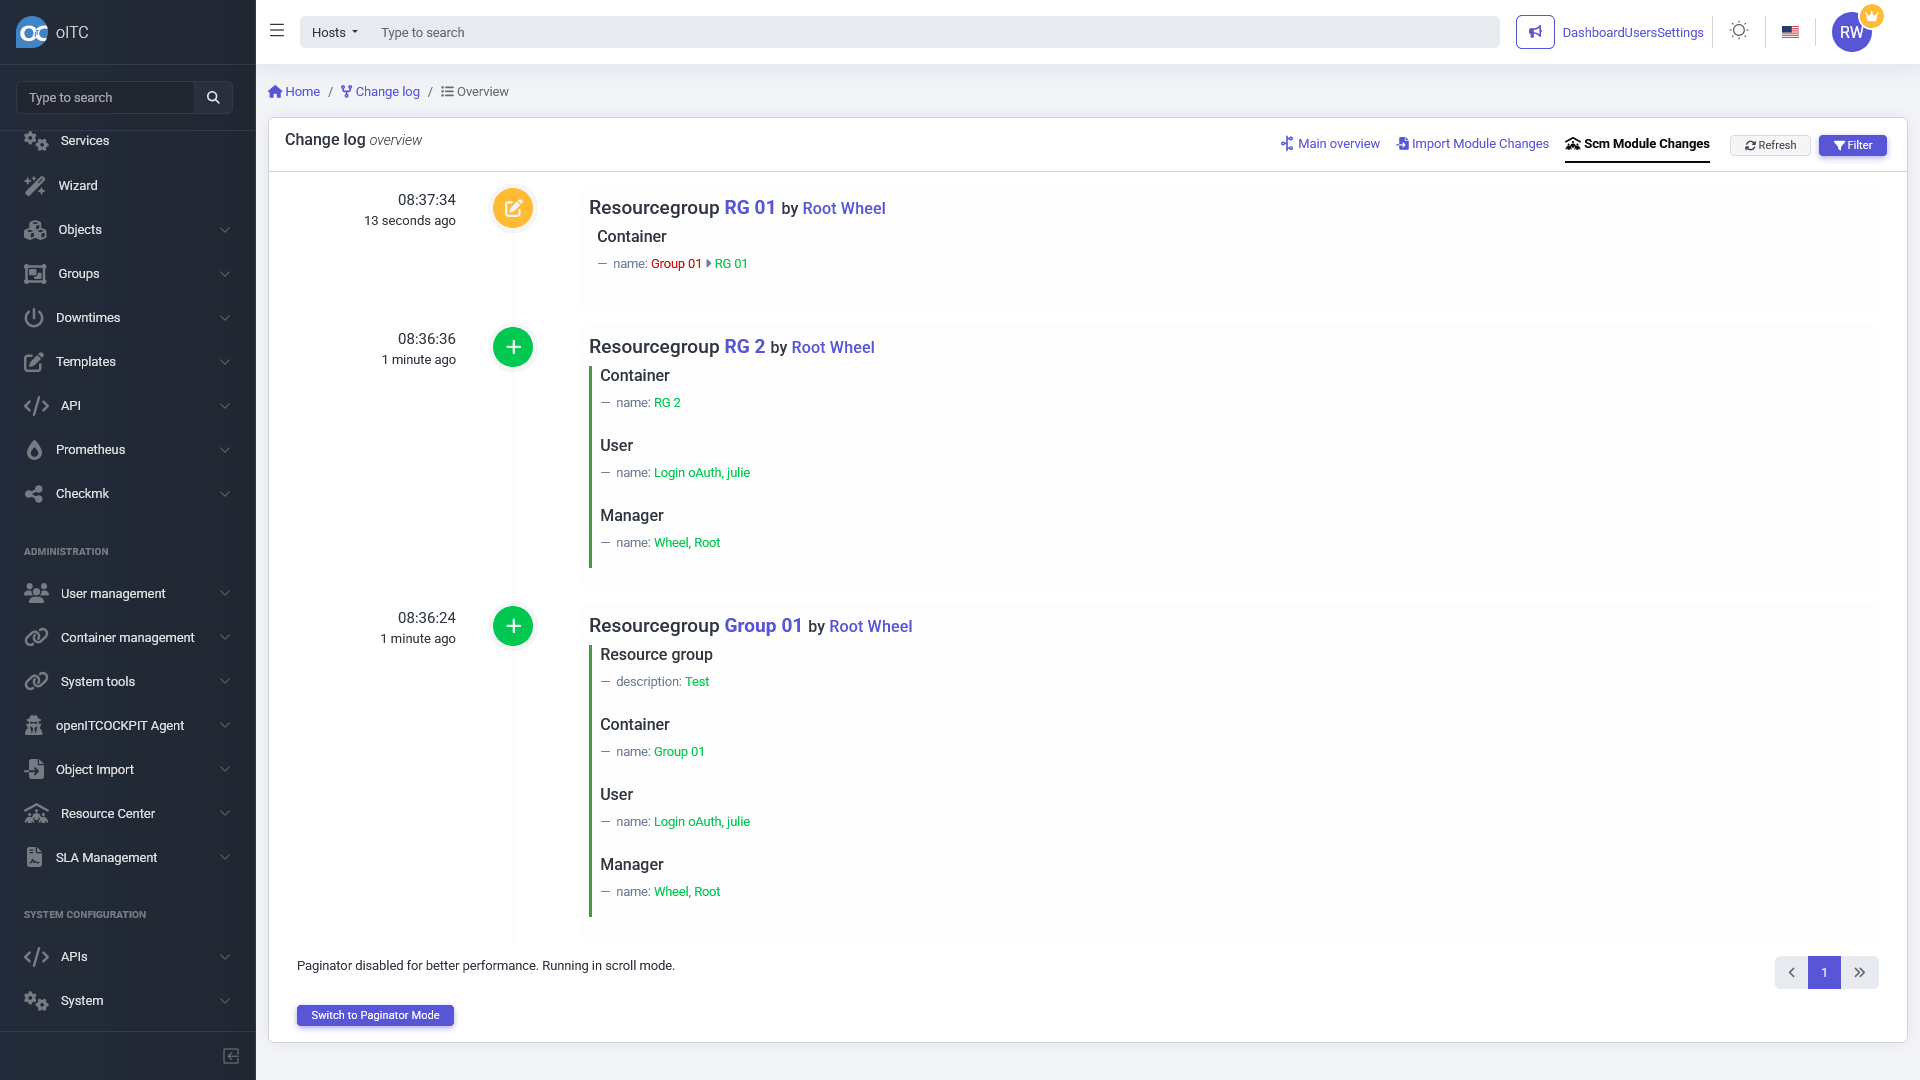 oITC
Hosts
Type to search
DashboardUsersSettings
RW
Type to search
Services
Wizard
Objects
Groups
Downtimes
Templates
API
Prometheus
Checkmk
ADMINISTRATION
User management
Container management
System tools
openITCOCKPIT Agent
Object Import
Resource Center
SLA Management
SYSTEM CONFIGURATION
APIs
System
Home / Change log / Overview
Change log overview
Main overview
Import Module Changes
Scm Module Changes
Refresh
Filter
08:37:34
13 seconds ago
Resourcegroup RG 01 by Root Wheel
Container
— name: Group 01 RG 01
08:36:36
1 minute ago
Resourcegroup RG 2 by Root Wheel
Container
— name: RG 2
User
— name: Login oAuth, julie
Manager
— name: Wheel, Root
08:36:24
1 minute ago
Resourcegroup Group 01 by Root Wheel
Resource group
— description: Test
Container
— name: Group 01
User
— name: Login oAuth, julie
Manager
— name: Wheel, Root
Paginator disabled for better performance. Running in scroll mode.
1
Switch to Paginator Mode